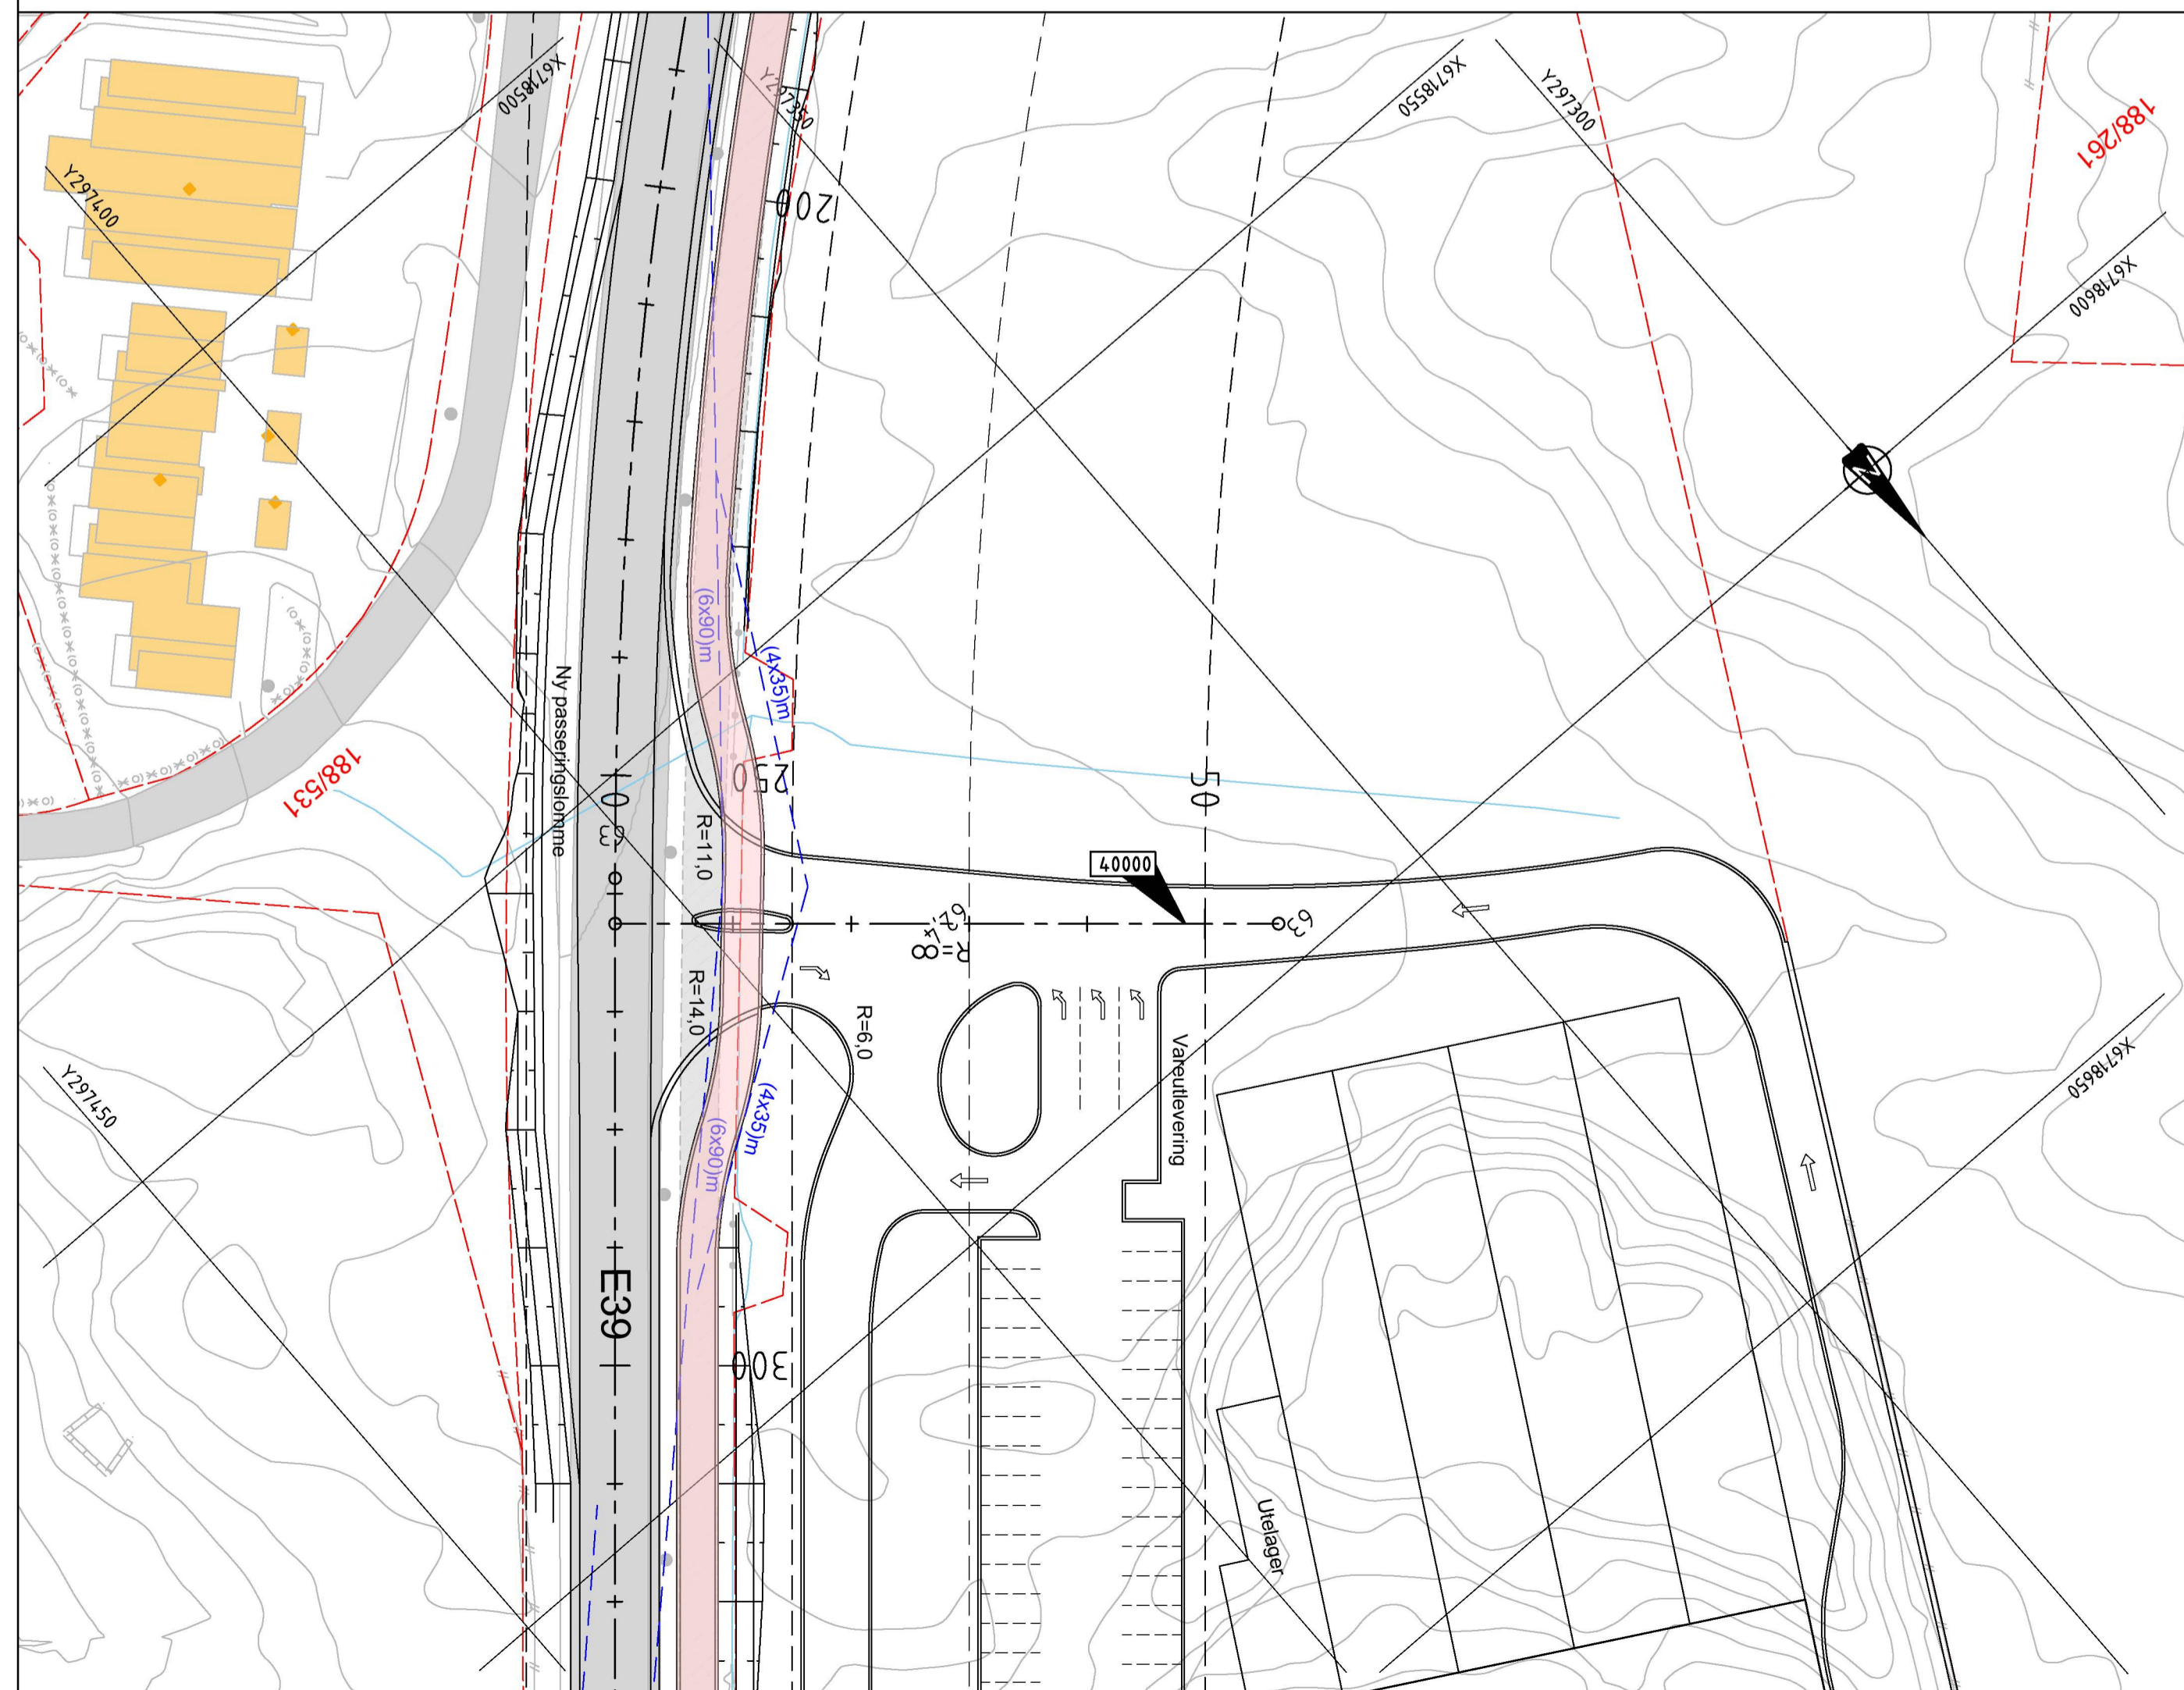 X6718500
Y297350
X6718550
Y297300
188/261
Y297400
200
X6718600
(6x90)m
(4x35)m
Ny passeringslomme
188/531
250
50
0
R=11,0
40000
62,4
R=∞
63
R=14,0
R=6,0
Vareutlevering
X6718650
Y297450
(4x35)m
(6x90)m
E39
300
Utelager
N